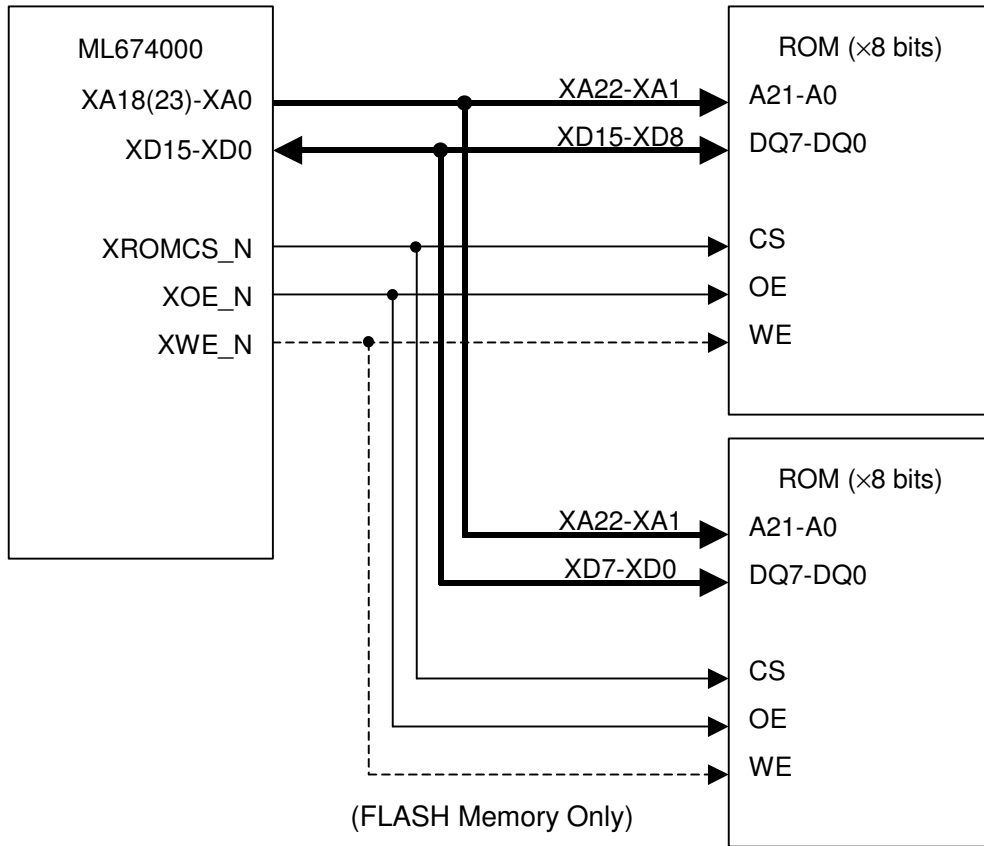 ML674000
XA18(23)-XA0
XD15-XD0
XROMCS_N
XOE_N
XWE_N
XA22-XA1
XD15-XD8
ROM (×8 bits)
A21-A0
DQ7-DQ0
CS
OE
WE
XA22-XA1
XD7-XD0
ROM (×8 bits)
A21-A0
DQ7-DQ0
CS
OE
WE
(FLASH Memory Only)